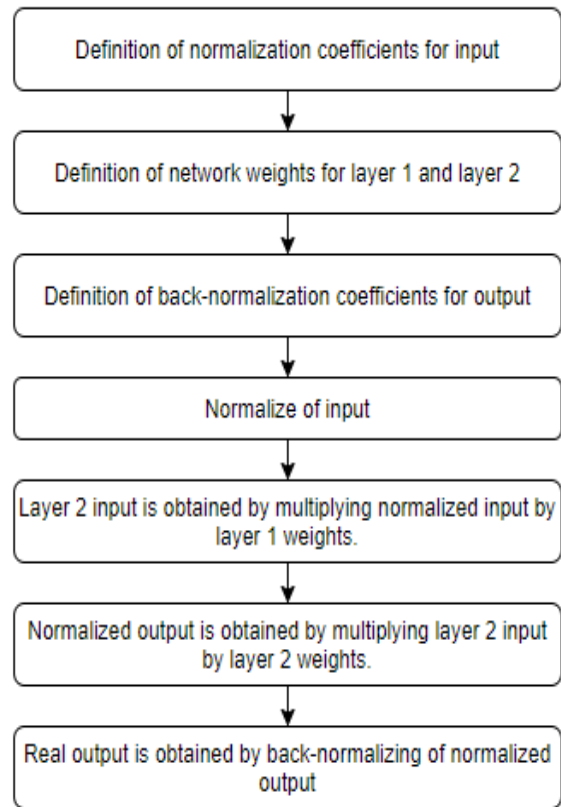 Definition of normalization coefficients for input
Definition of network weights for layer 1 and layer 2
Definition of back-normalization coefficients for output
Normalize of input
Layer 2 input is obtained by multiplying normalized input by
layer 1 weights.
Normalized output is obtained by multiplying layer 2 input
by layer 2 weights.
Real output is obtained by back-normalizing of normalized
output